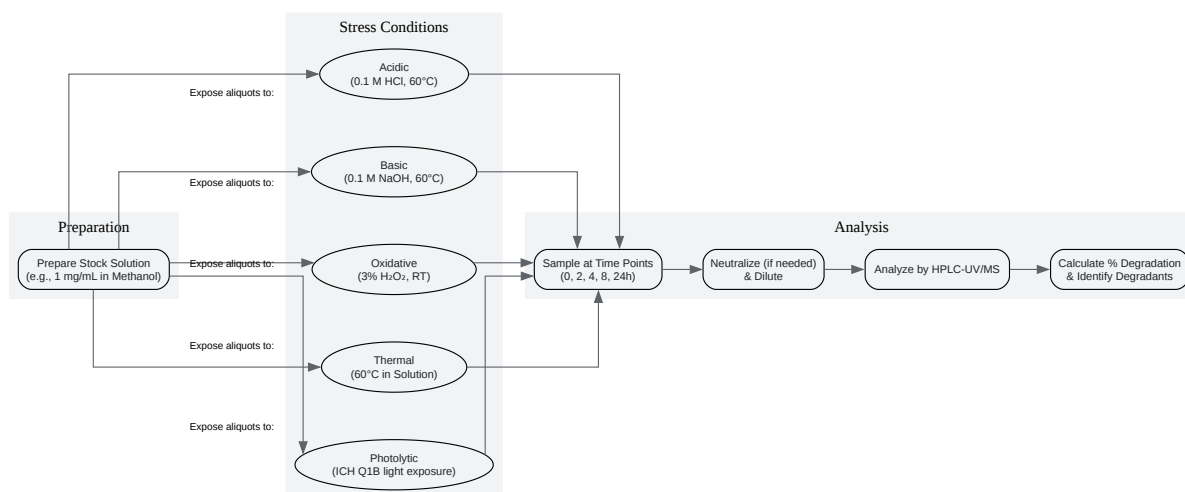 Stress Conditions
Acidic
(0.1 M HCl, 60°C)
Expose aliquots to:
Basic
(0.1 M NaOH, 60°C)
Expose aliquots to:
Preparation
Prepare Stock Solution
(e.g., 1 mg/mL in Methanol)
Expose aliquots to:
Oxidative
(3% H₂O₂, RT)
Analysis
Sample at Time Points
(0, 2, 4, 8, 24h)
Neutralize (if needed)
& Dilute
Analyze by HPLC-UV/MS
Calculate % Degradation
& Identify Degradants
Expose aliquots to:
Thermal
(60°C in Solution)
Expose aliquots to:
Photolytic
(ICH Q1B light exposure)